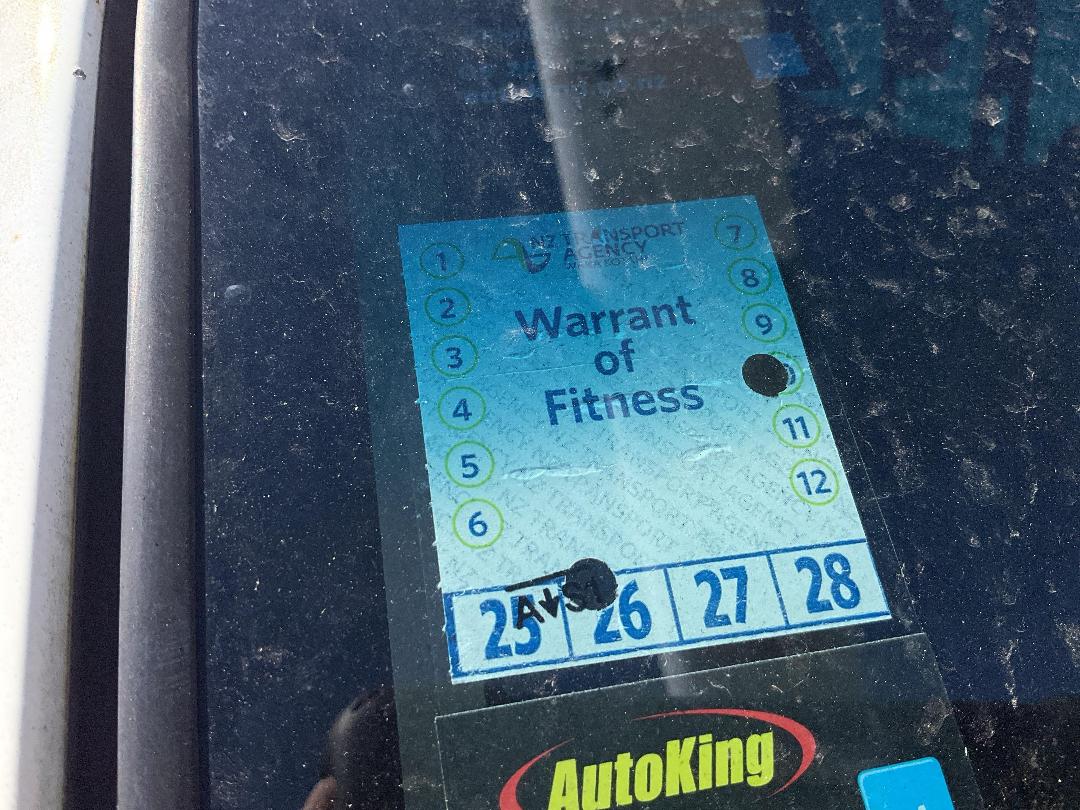 NZ TRANSPORT
AGENCY
Warrant
of
Fitness
1
2
3
4
5
6
7
8
9
11
12
25 26 27 28
AutoKing